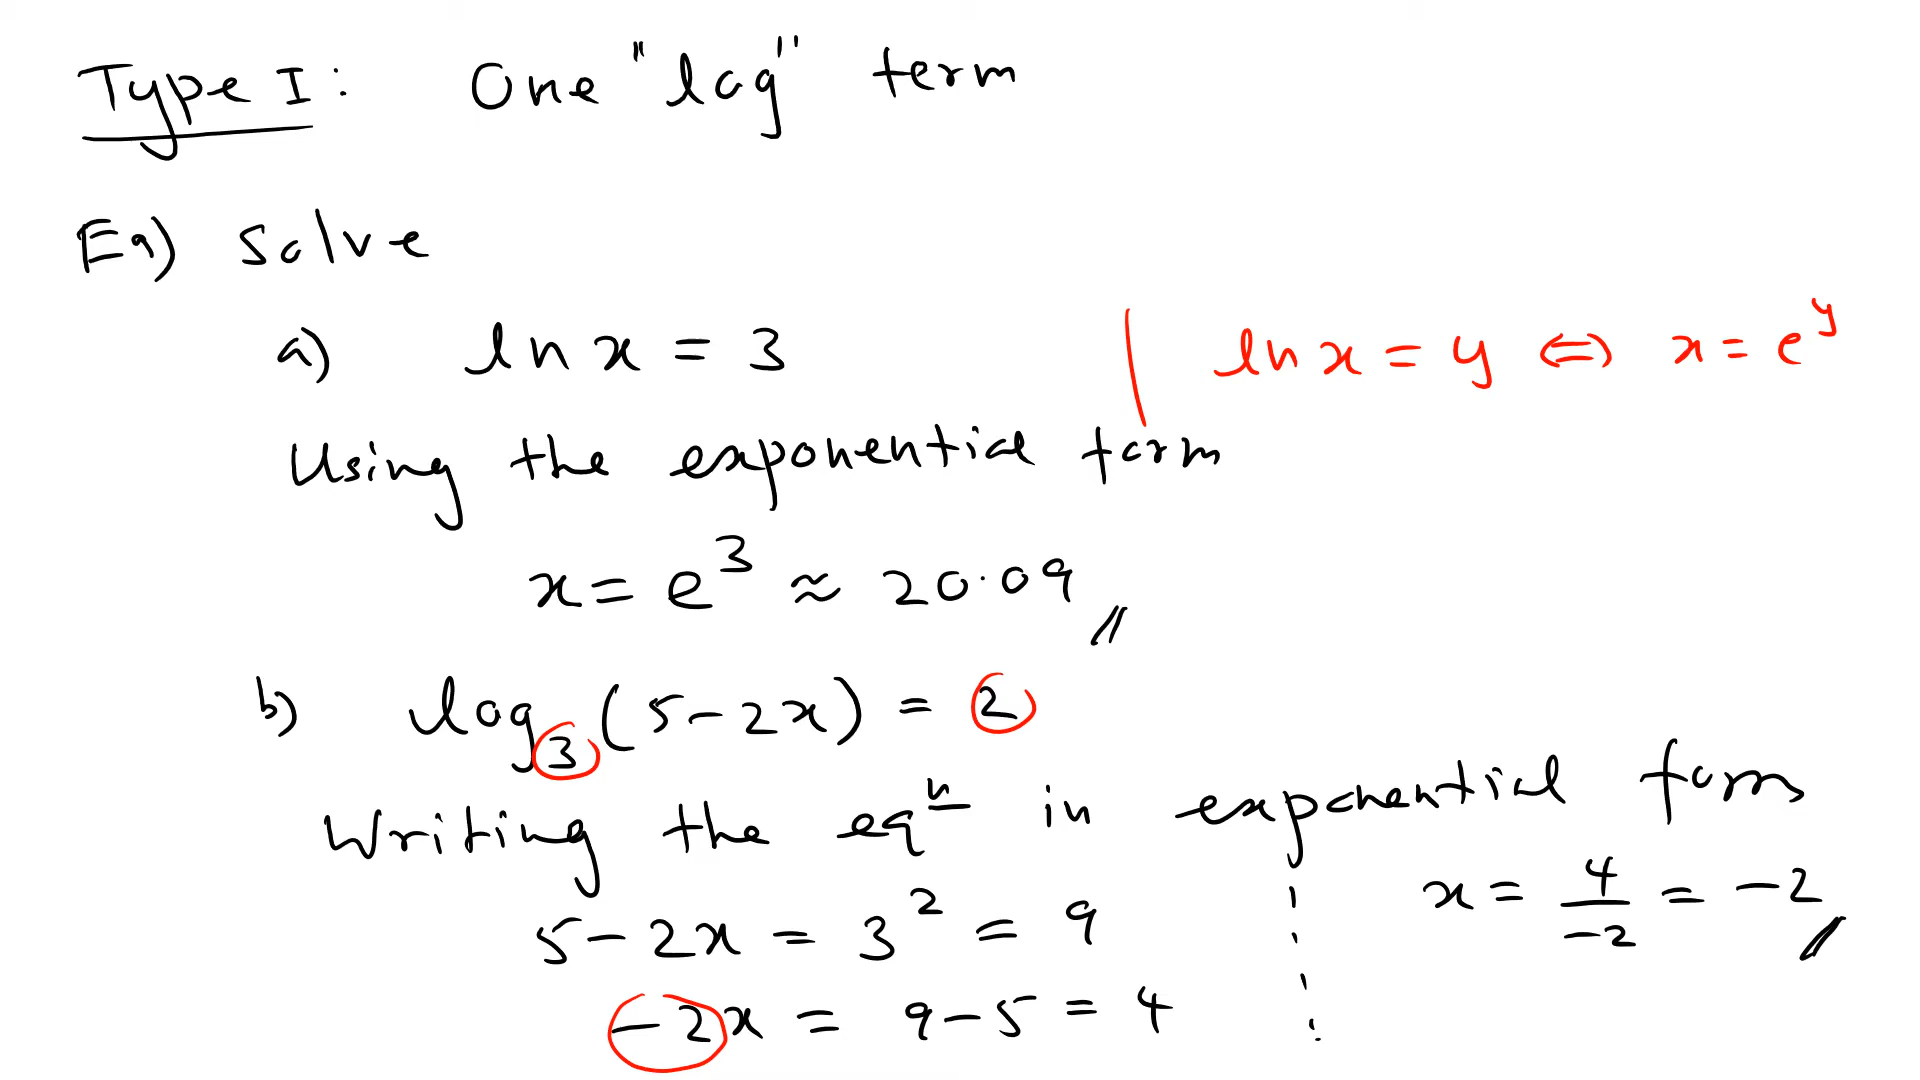 Type I: One "log" term
Eg) Solve
a) ln x = 3 | ln x = y ⇔ x = e^y
Using the exponential form
x = e^3 ≈ 20.09 //
b) log_3 (5 - 2x) = 2
Writing the eq^n in exponential form
5 - 2x = 3^2 = 9
-2x = 9 - 5 = 4
x = 4/-2 = -2 //